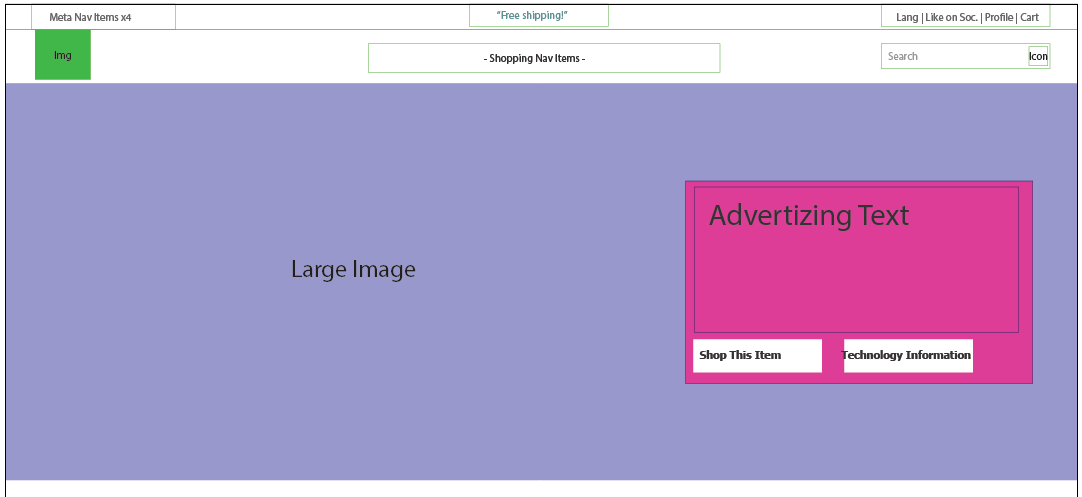 Meta Nav Items x4
"Free shipping!"
Lang | Like on Soc. | Profile | Cart
Img
- Shopping Nav Items -
Search
Icon
Large Image
Advertizing Text
Shop This Item
Technology Information